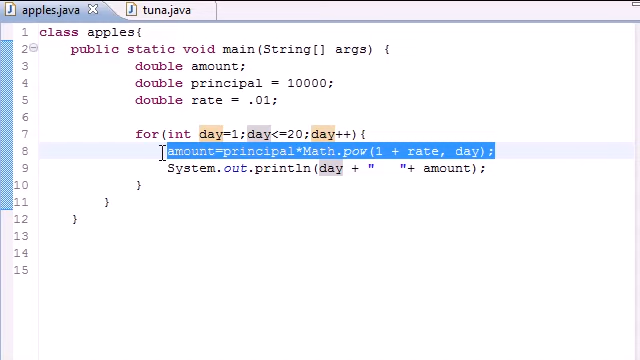 apples.java tuna.java
1 class apples{
2 public static void main(String[] args) {
3 double amount;
4 double principal = 10000;
5 double rate = .01;
6
7 for(int day=1;day<=20;day++){
8 amount=principal*Math.pow(1 + rate, day);
9 System.out.println(day + "   "+ amount);
10 }
11 }
12 }
13
14
15